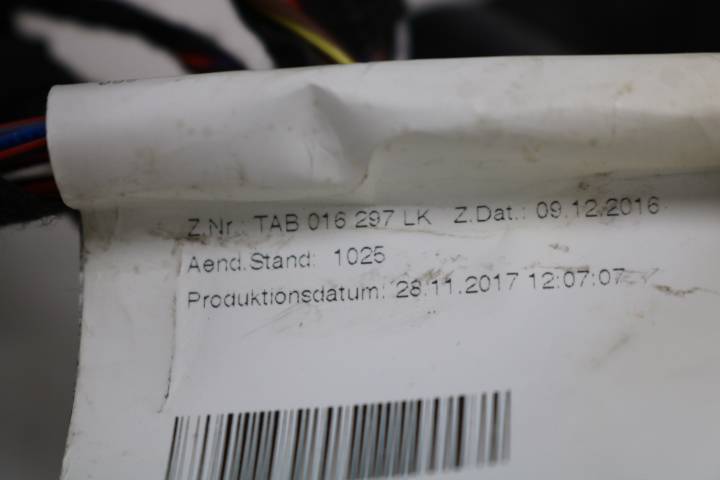 Z.Nr.: TAB 016 297 LK Z.Dat.: 09.12.2016
Aend.Stand: 1025
Produktionsdatum: 28.11.2017 12:07:07